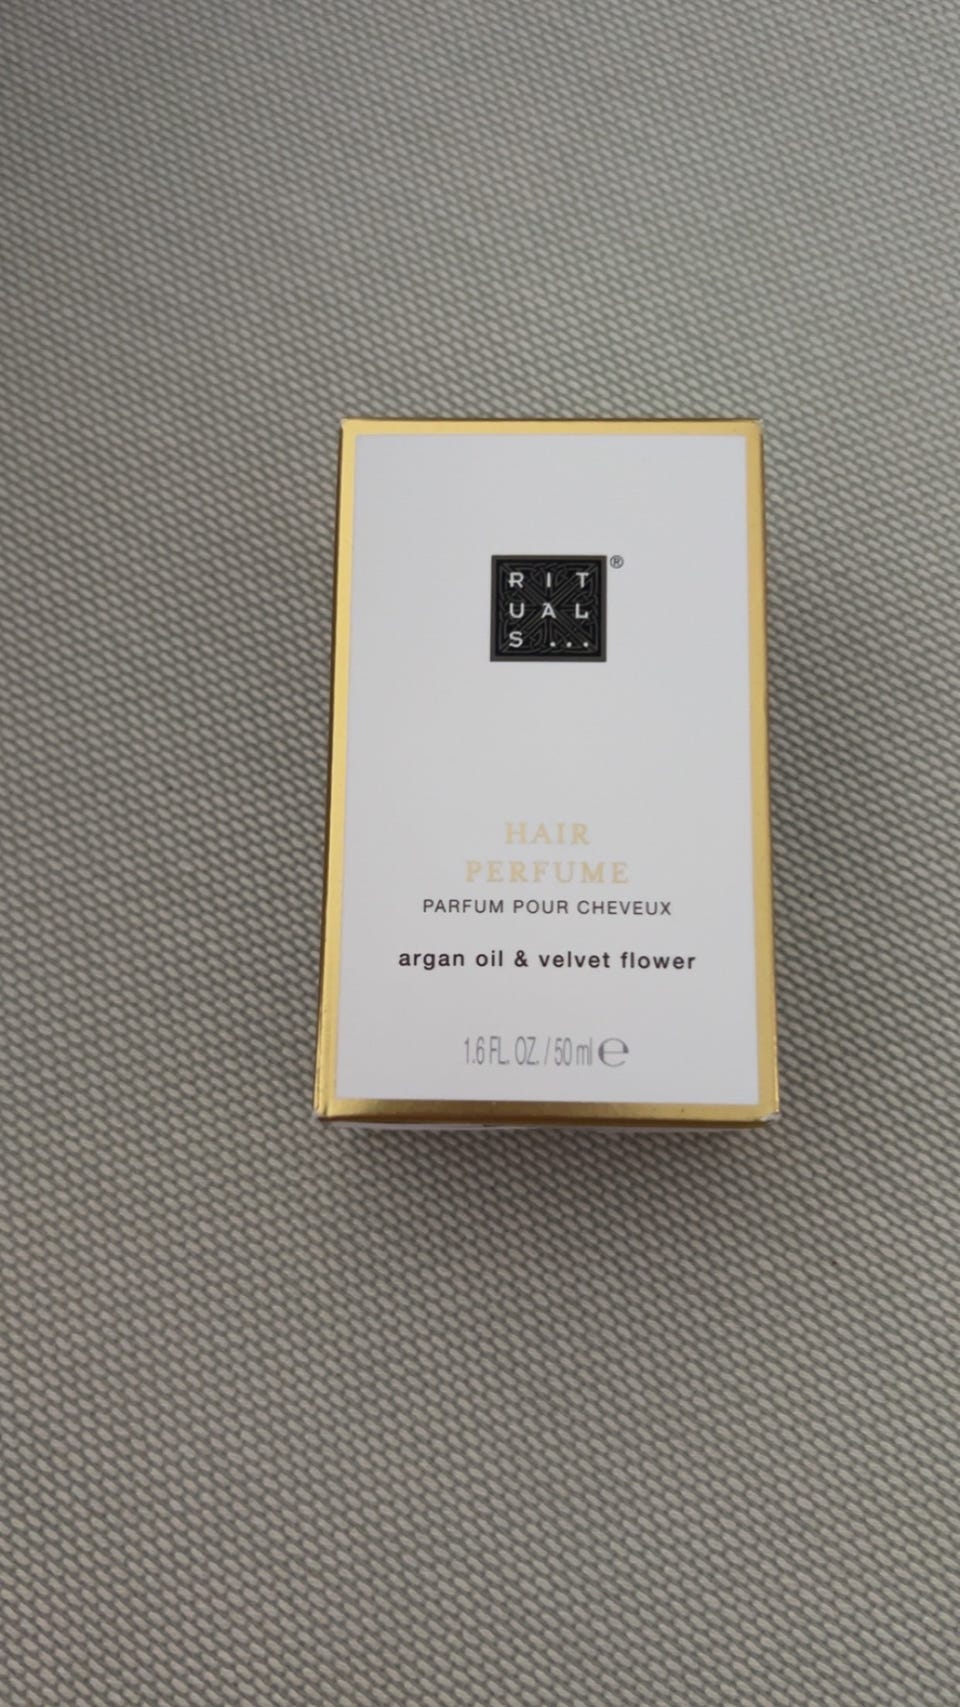 RIT
UAL
S...
®
HAIR
PERFUME
PARFUM POUR CHEVEUX
argan oil & velvet flower
1.6 FL. OZ. / 50 ml ℮